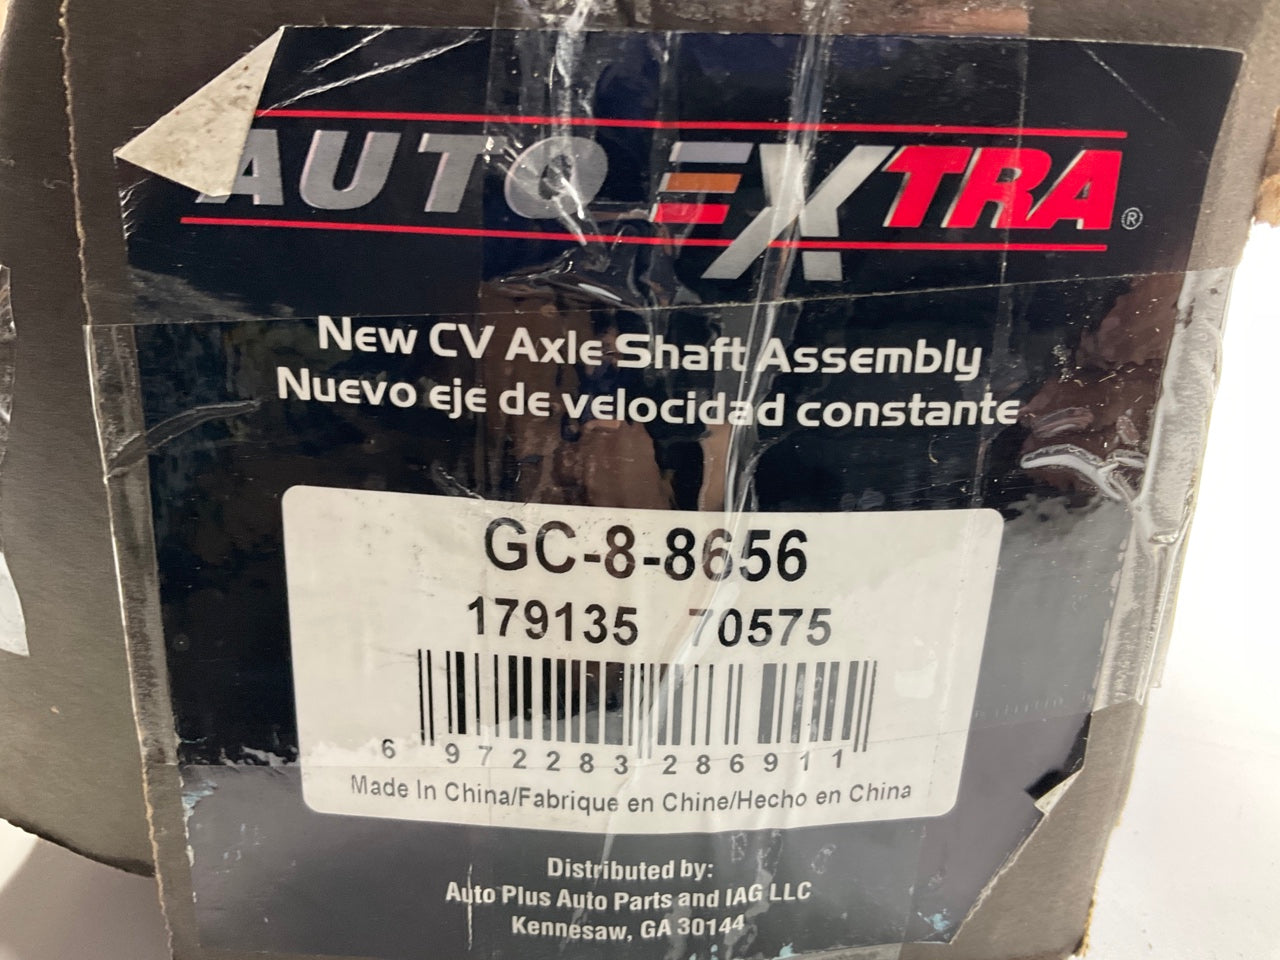 AUTO EXTRA®
New CV Axle Shaft Assembly
Nuevo eje de velocidad constante
GC-8-8656
179135 70575
6 97228328691 1
Made In China/Fabrique en Chine/Hecho en China
Distributed by:
Auto Plus Auto Parts and IAG LLC
Kennesaw, GA 30144